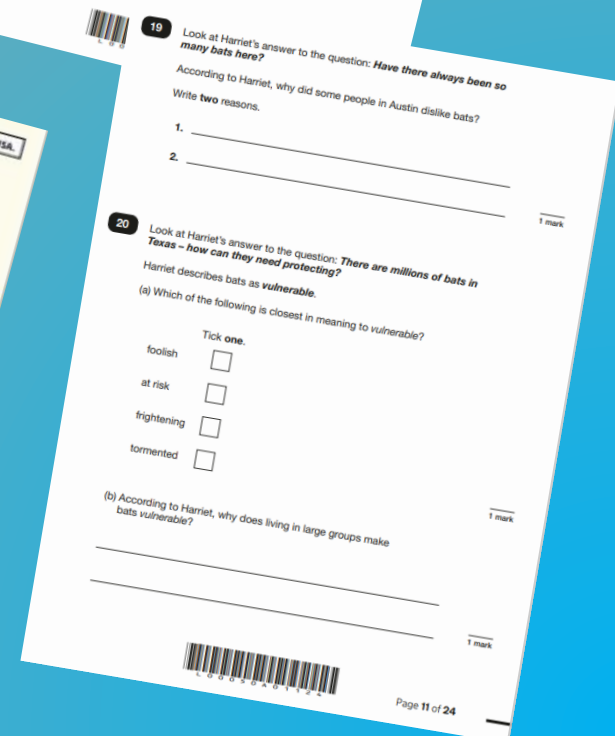 19
Look at Harriet's answer to the question: Have there always been so
many bats here?
According to Harriet, why did some people in Austin dislike bats?
Write two reasons.
1.
2.
1 mark
20
Look at Harriet's answer to the question: There are millions of bats in
Texas – how can they need protecting?
Harriet describes bats as vulnerable.
(a) Which of the following is closest in meaning to vulnerable?
Tick one.
foolish
at risk
frightening
tormented
1 mark
(b) According to Harriet, why does living in large groups make
bats vulnerable?
1 mark
L00050A01124
Page 11 of 24
L 0 0